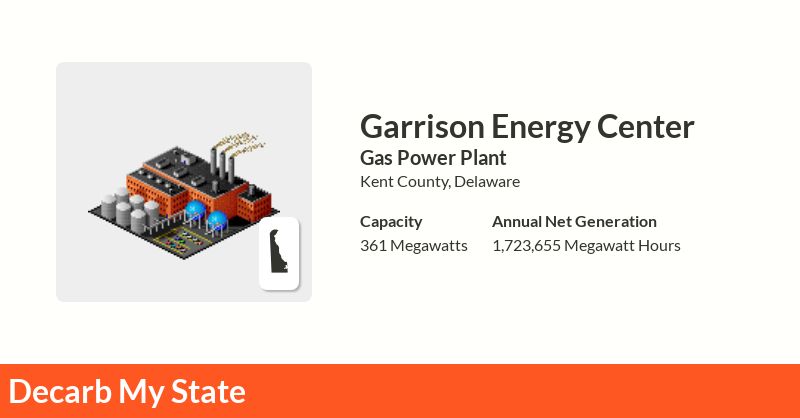 Garrison Energy Center
Gas Power Plant
Kent County, Delaware
Capacity
361 Megawatts
Annual Net Generation
1,723,655 Megawatt Hours
Decarb My State